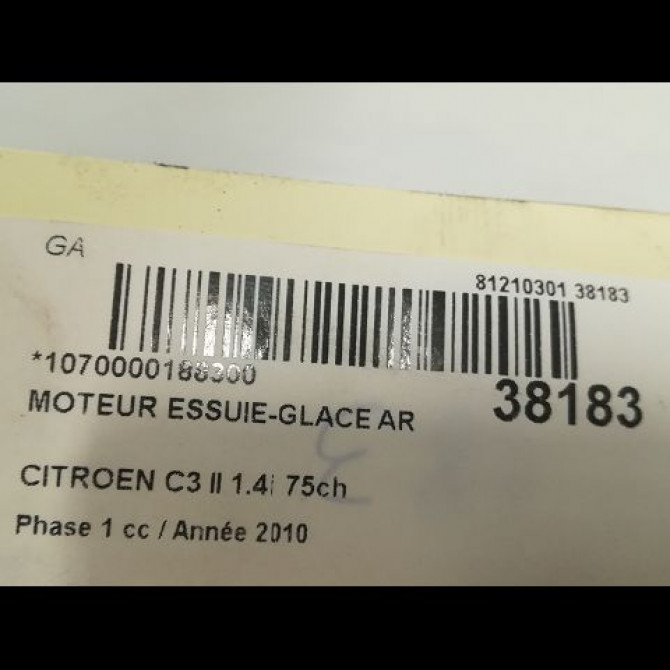 GA
81210301 38183
*1070000188300
38183
MOTEUR ESSUIE-GLACE AR
CITROEN C3 II 1.4i 75ch
Phase 1 cc / Année 2010